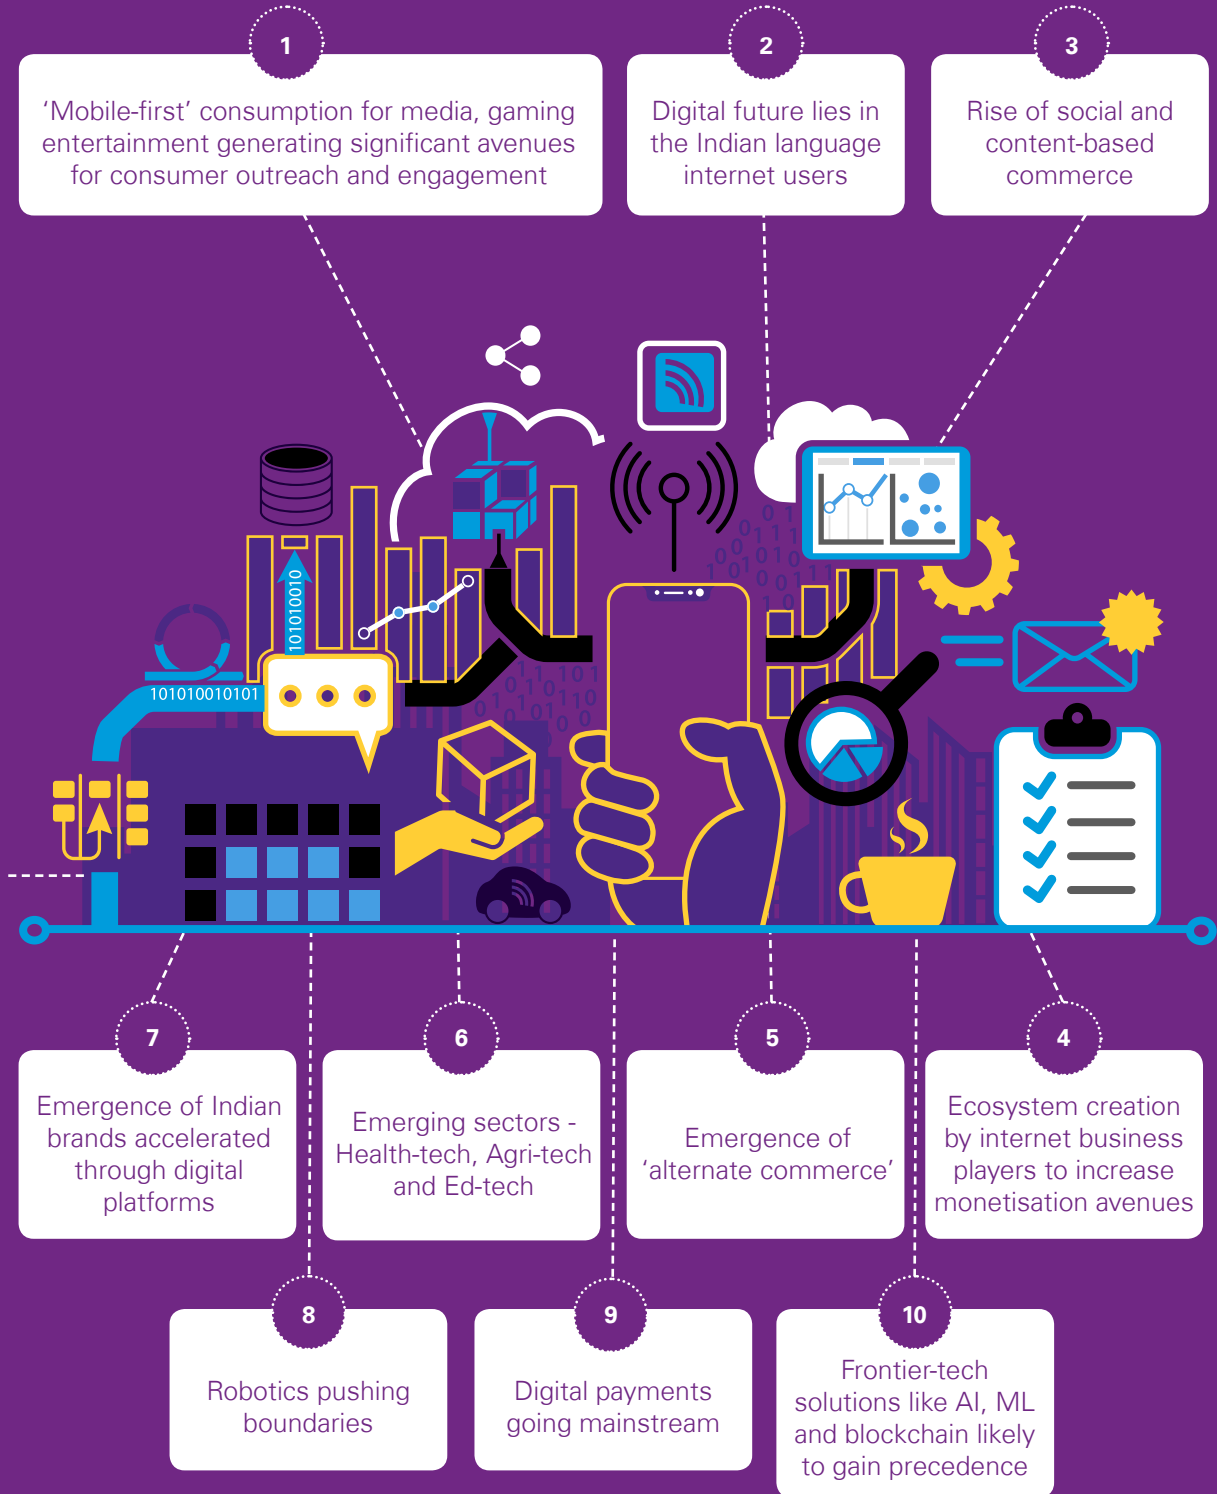 1
'Mobile-first' consumption for media, gaming
entertainment generating significant avenues
for consumer outreach and engagement
2
Digital future lies in
the Indian language
internet users
3
Rise of social and
content-based
commerce
101010010
101010010101
7
Emergence of Indian
brands accelerated
through digital
platforms
6
Emerging sectors -
Health-tech, Agri-tech
and Ed-tech
5
Emergence of
'alternate commerce'
4
Ecosystem creation
by internet business
players to increase
monetisation avenues
8
Robotics pushing
boundaries
9
Digital payments
going mainstream
10
Frontier-tech
solutions like AI, ML
and blockchain likely
to gain precedence